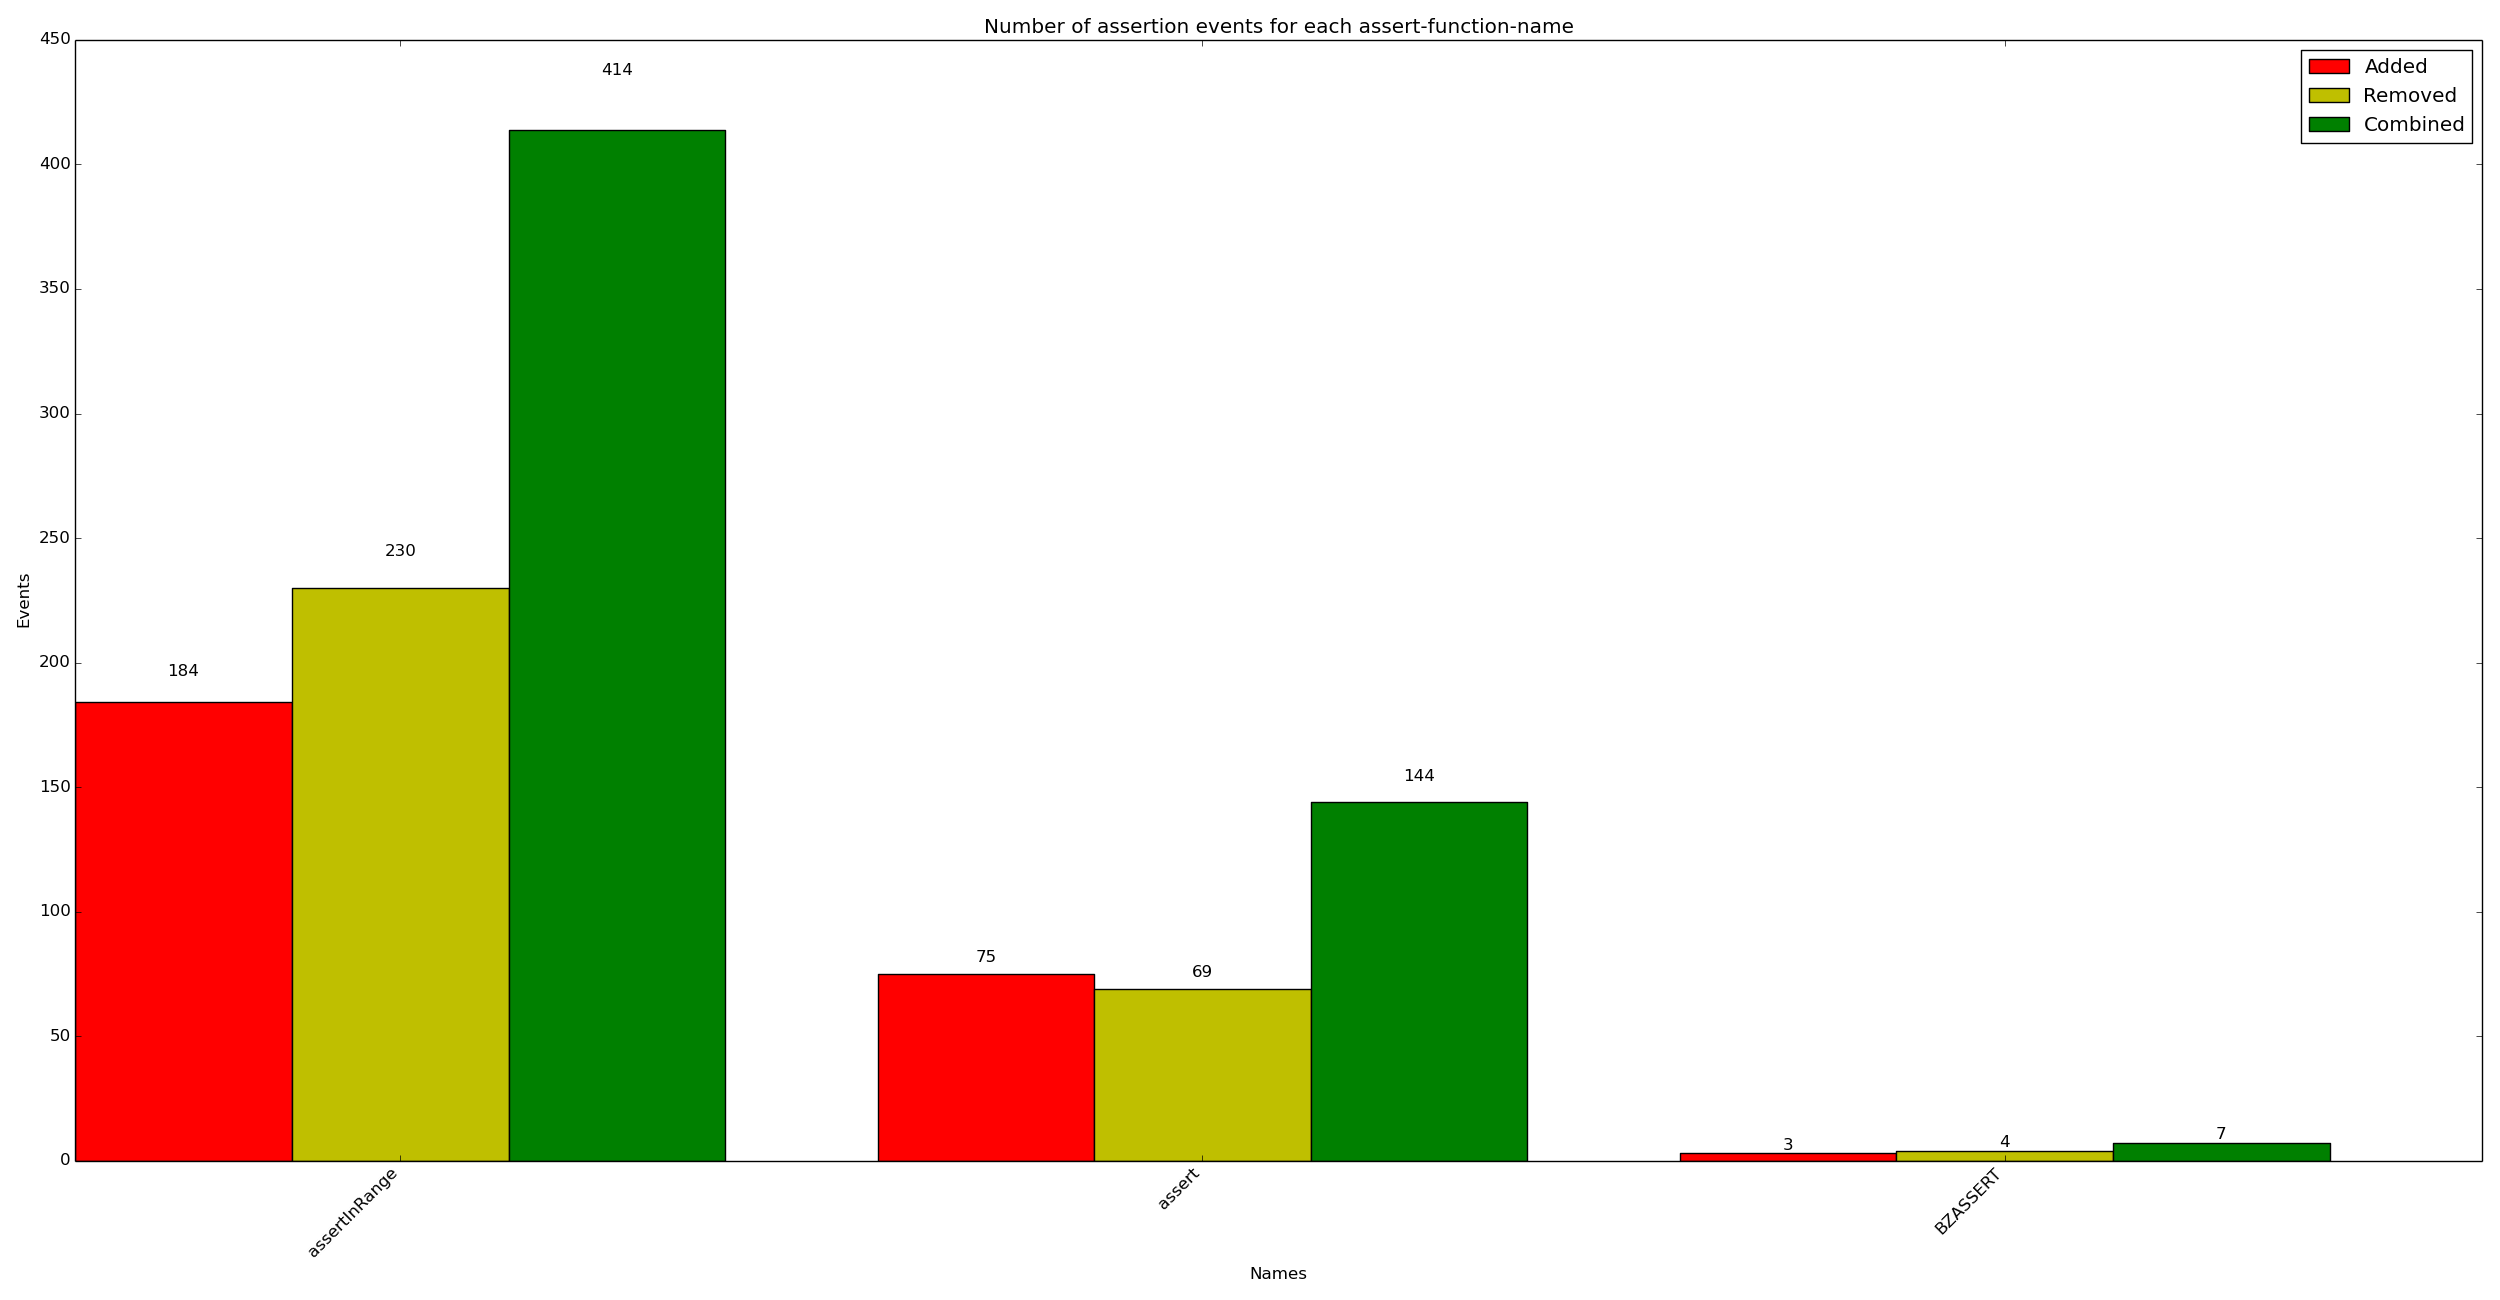 Number of assertion events for each assert-function-name
Added
Removed
Combined
450
400
350
300
250
200
150
100
50
0
Events
184
230
414
75
69
144
3
4
7
assertInRange
assert
BZASSERT
Names